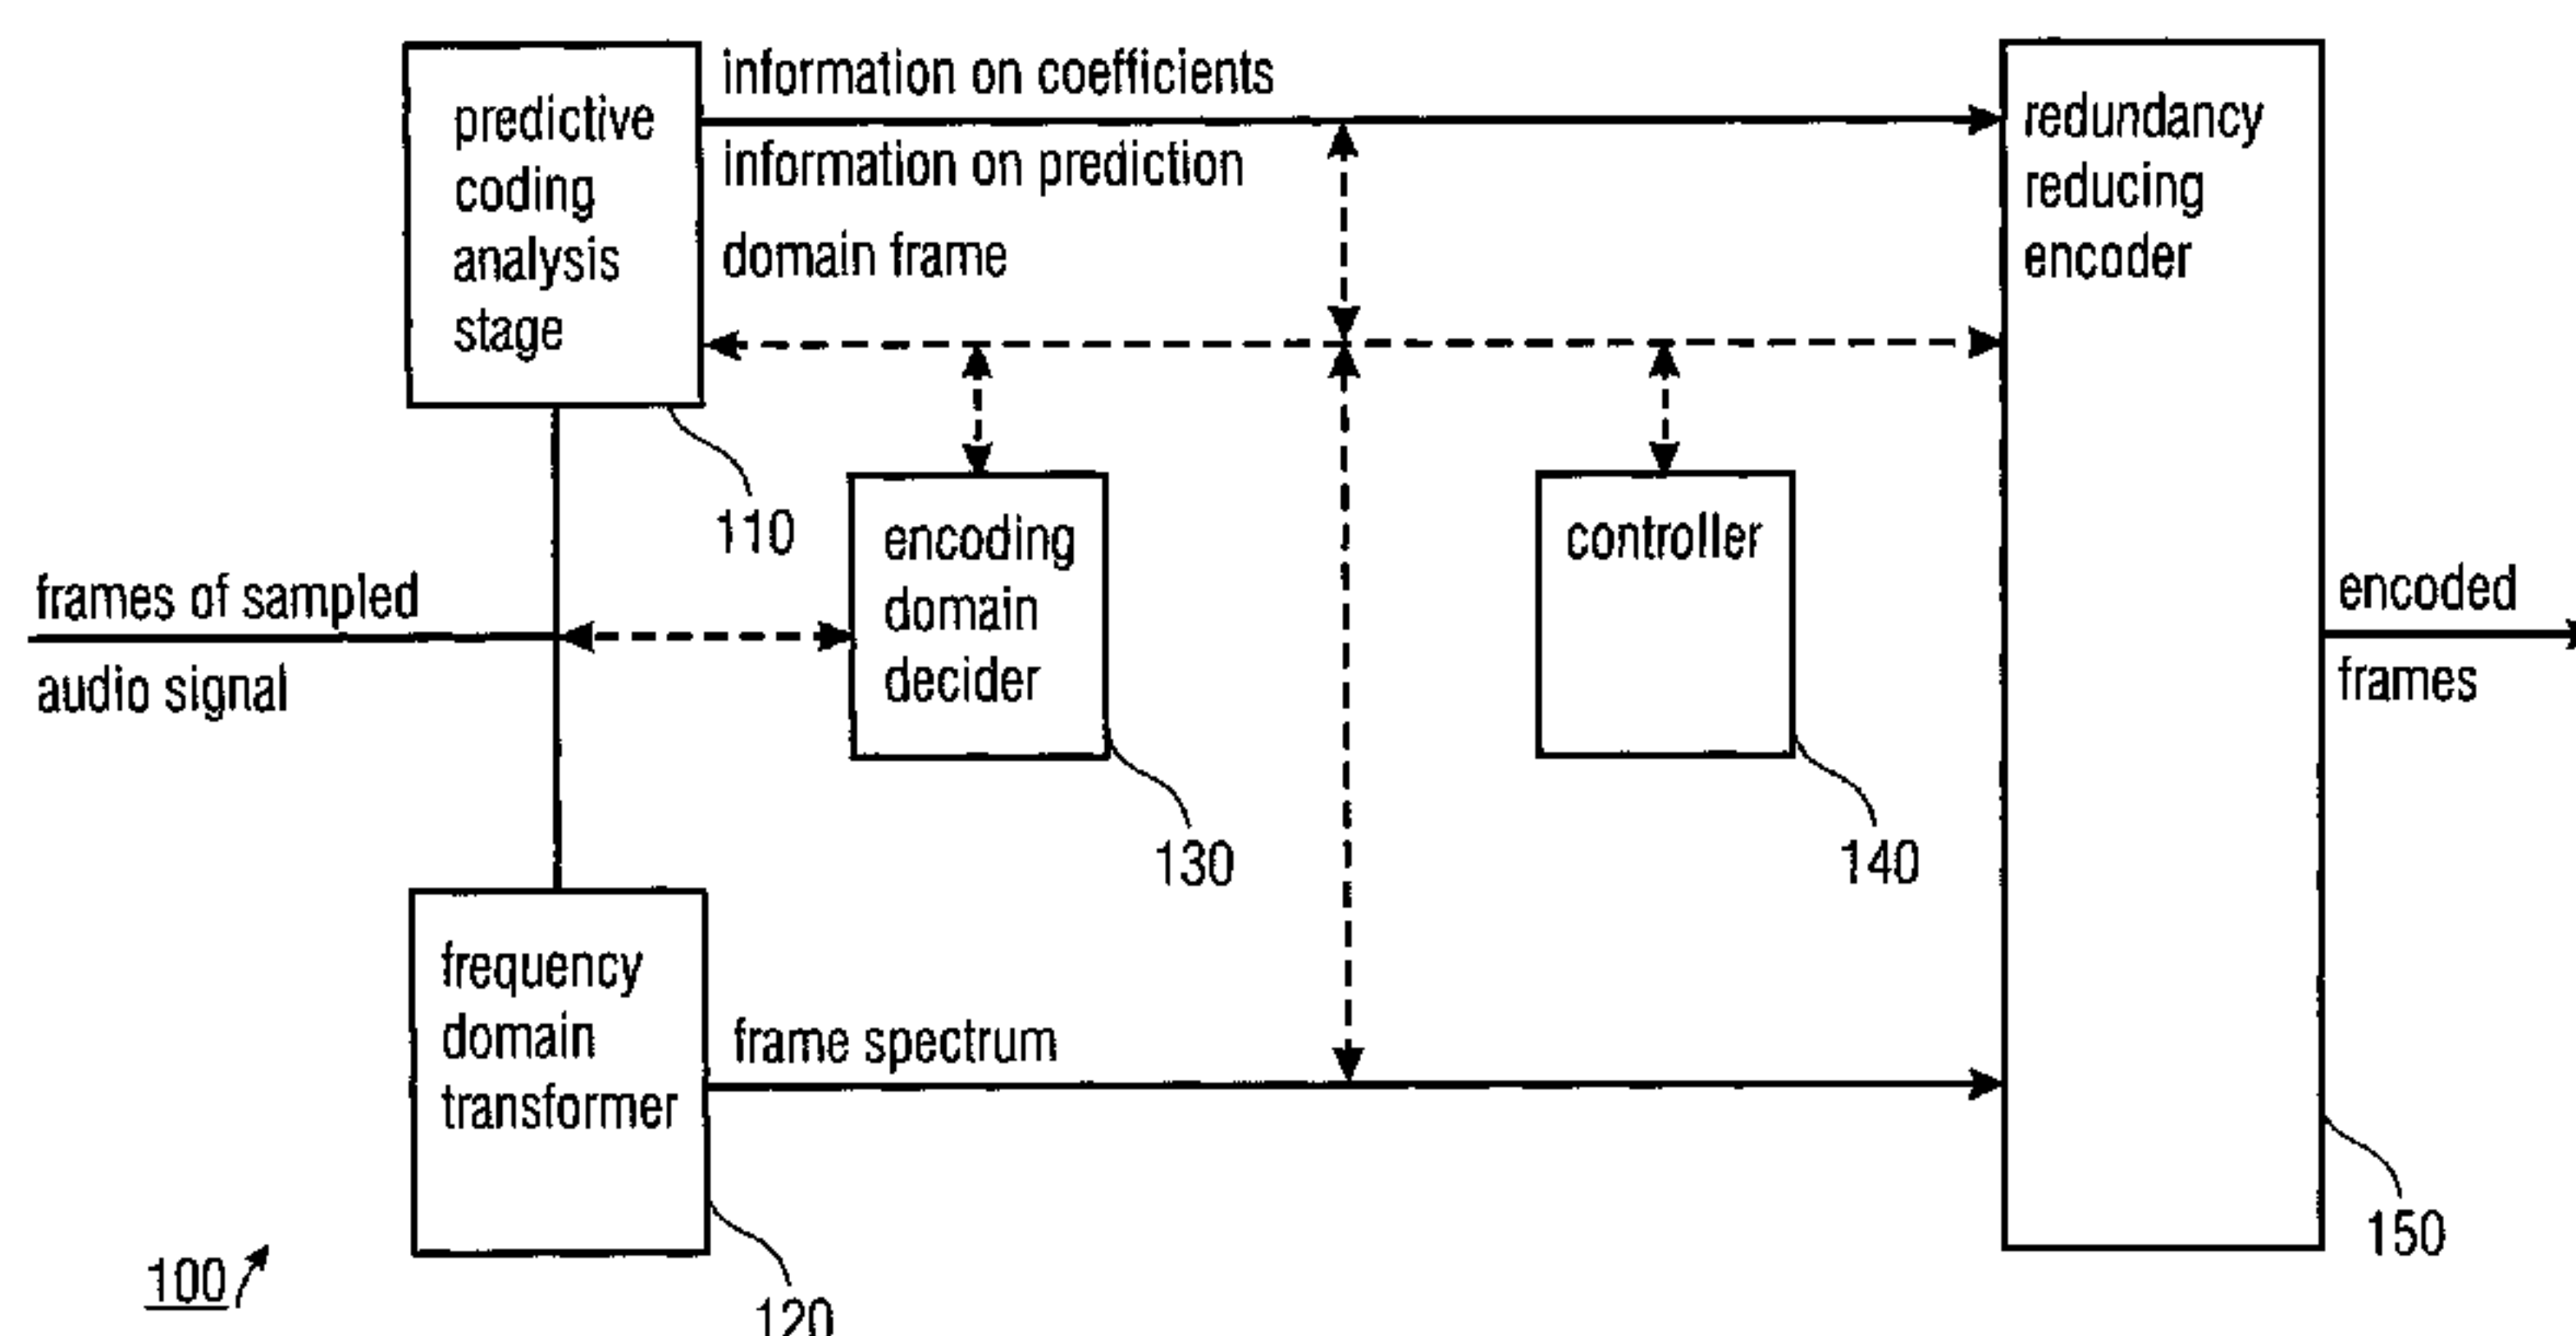 predictive
coding
analysis
stage
information on coefficients
information on prediction
domain frame
redundancy
reducing
encoder
110
encoding
domain
decider
130
controller
140
frames of sampled
audio signal
encoded
frames
frequency
domain
transformer
frame spectrum
120
150
100